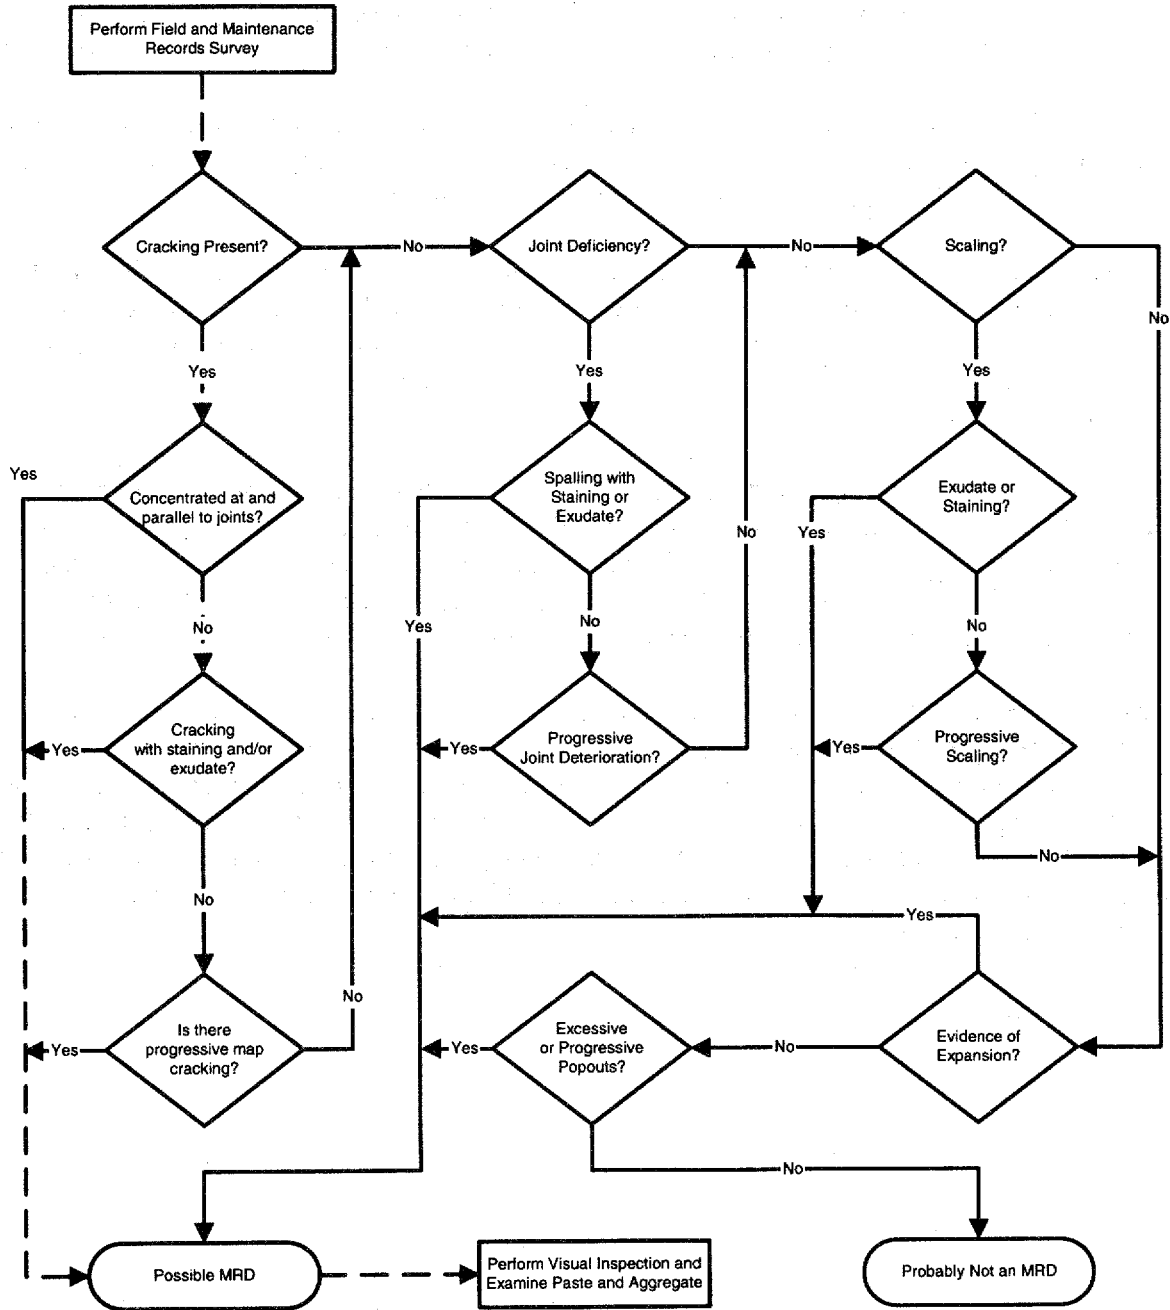 Perform Field and Maintenance
Records Survey
Cracking Present?
No
Joint Deficiency?
No
Scaling?
No
Yes
Yes
Yes
Yes
Concentrated at and
parallel to joints?
Spalling with
Staining or
Exudate?
No
Yes
Exudate or
Staining?
No
Yes
No
No
Cracking
with staining and/or
exudate?
Yes
Progressive
Joint Deterioration?
Yes
Progressive
Scaling?
Yes
No
No
Yes
No
Is there
progressive map
cracking?
Yes
Excessive
or Progressive
Popouts?
Yes
No
Evidence of
Expansion?
No
Possible MRD
Perform Visual Inspection and
Examine Paste and Aggregate
Probably Not an MRD